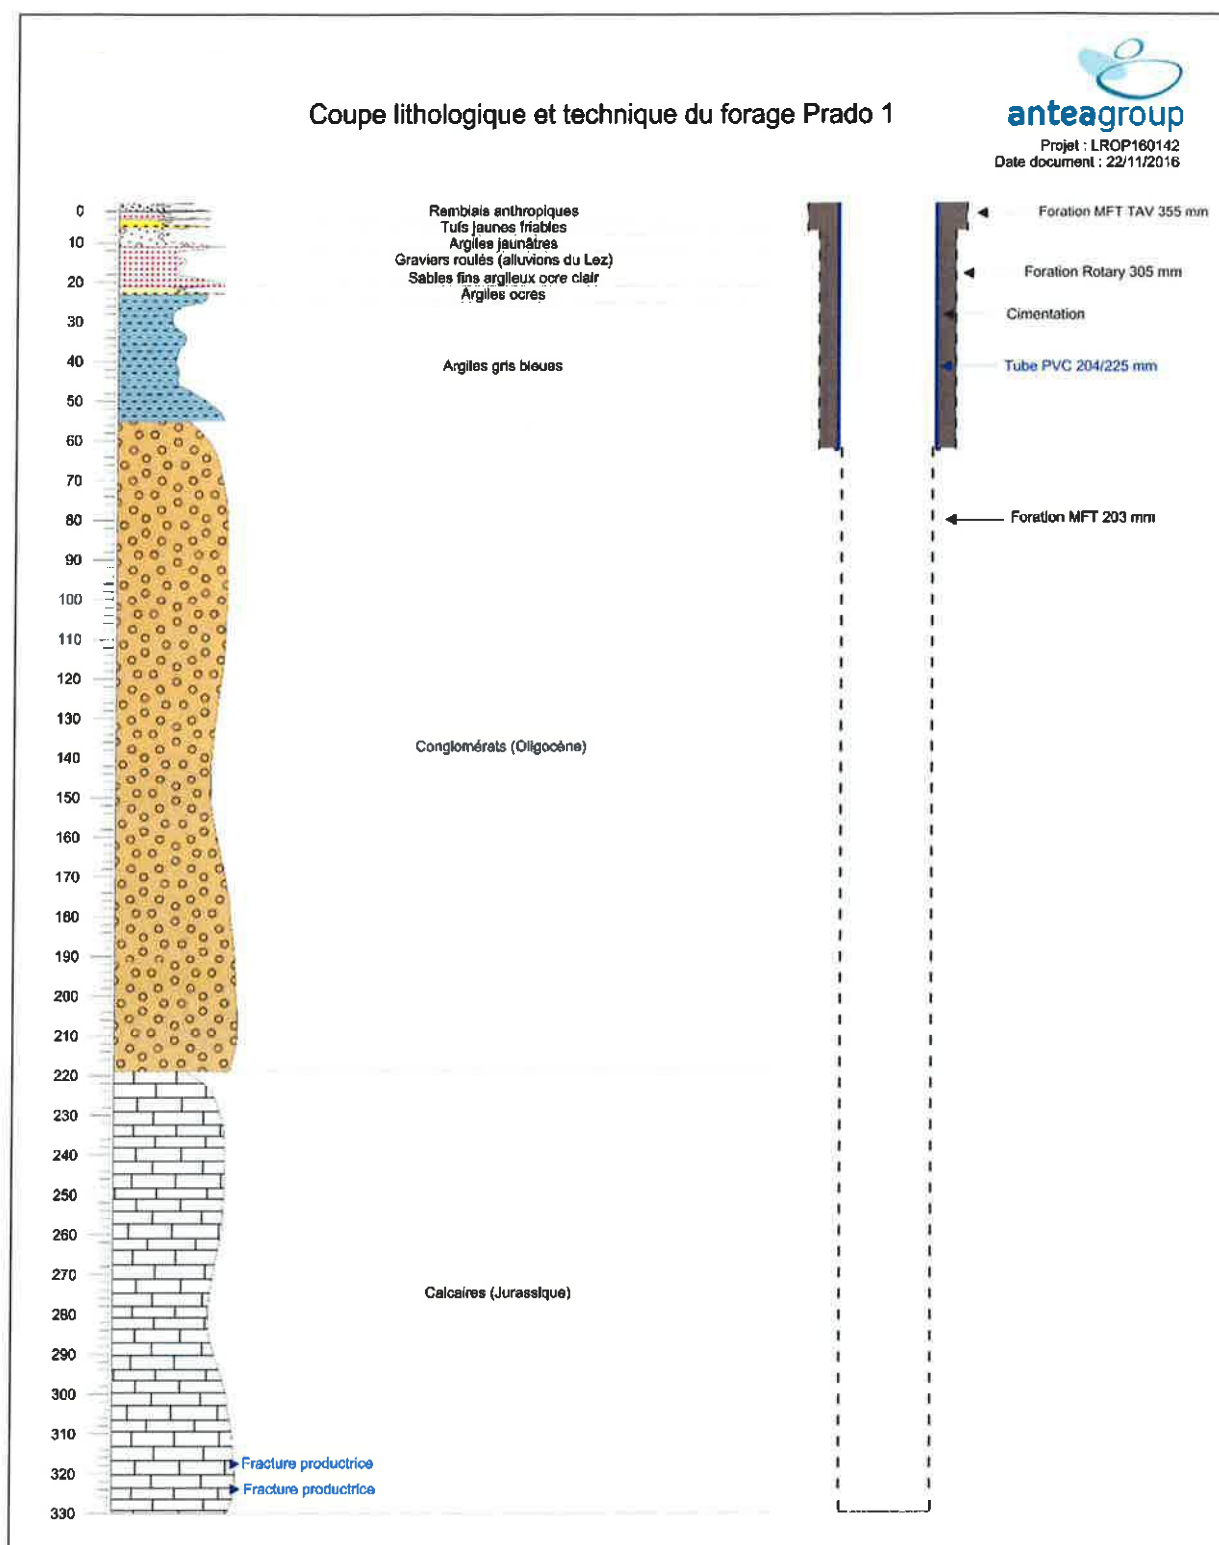 anteagroup
Coupe lithologique et technique du forage Prado 1
Projet : LROP160142
Date document : 22/11/2016
0
Remblais anthropiques
Foration MFT TAV 355 mm
Tufs jaunes friables
10
Argiles jaunâtres
Graviers roulés (alluvions du Lez)
Foration Rotary 305 mm
20
Sables fins argileux ocre clair
Argiles ocres
30
Cimentation
40
Argiles gris bleues
Tube PVC 204/225 mm
50
60
70
80
Foration MFT 203 mm
90
100
110
120
130
140
Conglomérats (Oligocène)
150
160
170
180
190
200
210
220
230
240
250
260
270
280
Calcaires (Jurassique)
290
300
310
320
Fracture productrice
Fracture productrice
330